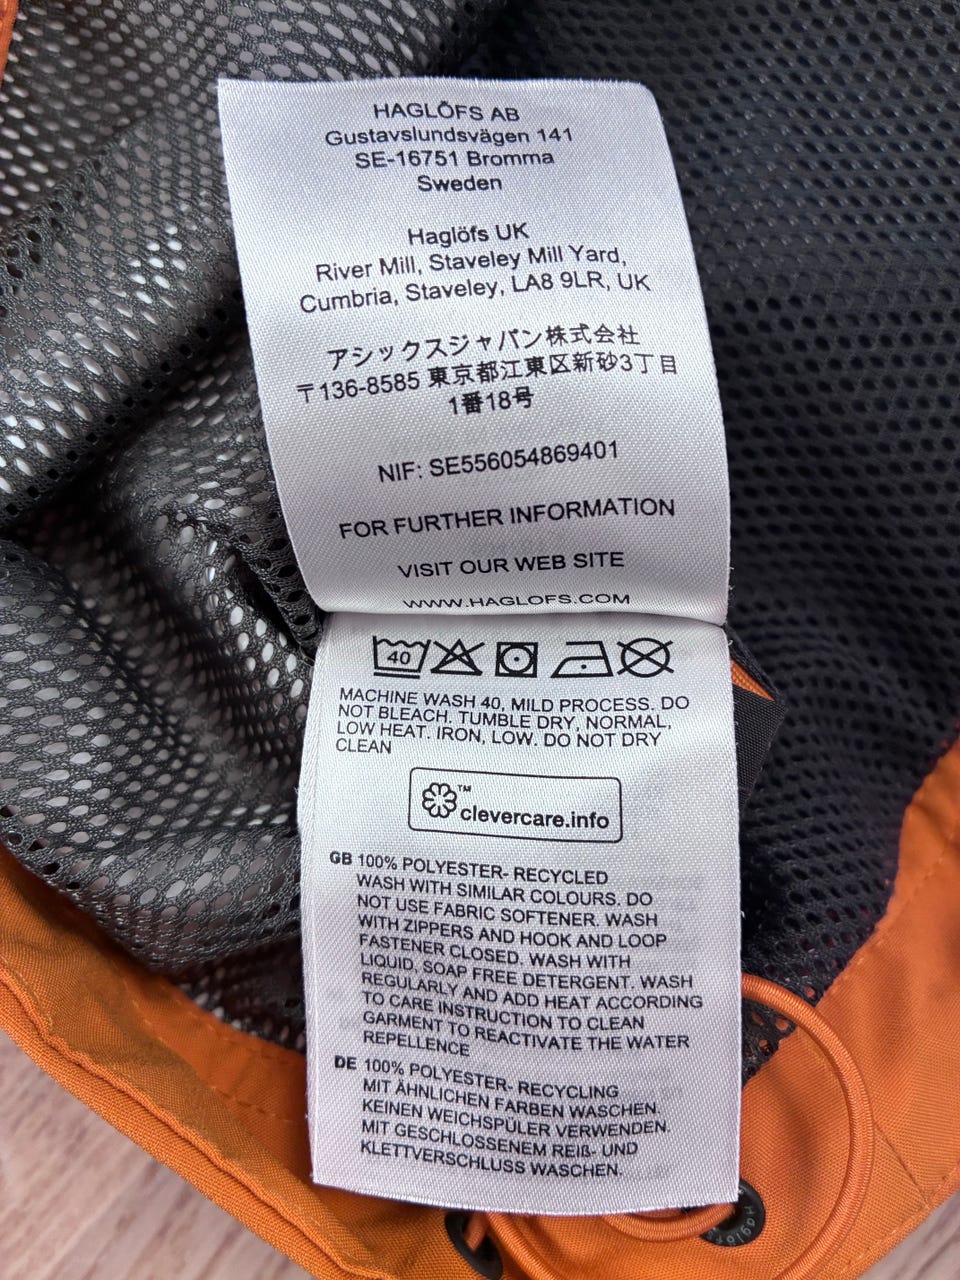 HAGLÖFS AB
Gustavslundsvägen 141
SE-16751 Bromma
Sweden
Haglöfs UK
River Mill, Staveley Mill Yard,
Cumbria, Staveley, LA8 9LR, UK
アシックスジャパン株式会社
〒136-8585 東京都江東区新砂3丁目
1番18号
NIF: SE556054869401
FOR FURTHER INFORMATION
VISIT OUR WEB SITE
WWW.HAGLOFS.COM
40
MACHINE WASH 40, MILD PROCESS. DO
NOT BLEACH. TUMBLE DRY, NORMAL,
LOW HEAT. IRON, LOW. DO NOT DRY
CLEAN
™ clevercare.info
GB 100% POLYESTER- RECYCLED
WASH WITH SIMILAR COLOURS. DO
NOT USE FABRIC SOFTENER. WASH
WITH ZIPPERS AND HOOK AND LOOP
FASTENER CLOSED. WASH WITH
LIQUID, SOAP FREE DETERGENT. WASH
REGULARLY AND ADD HEAT ACCORDING
TO CARE INSTRUCTION TO CLEAN
GARMENT TO REACTIVATE THE WATER
REPELLENCE
DE 100% POLYESTER- RECYCLING
MIT ÄHNLICHEN FARBEN WASCHEN.
KEINEN WEICHSPÜLER VERWENDEN.
MIT GESCHLOSSENEM REIß- UND
KLETTVERSCHLUSS WASCHEN.
Haglöfs